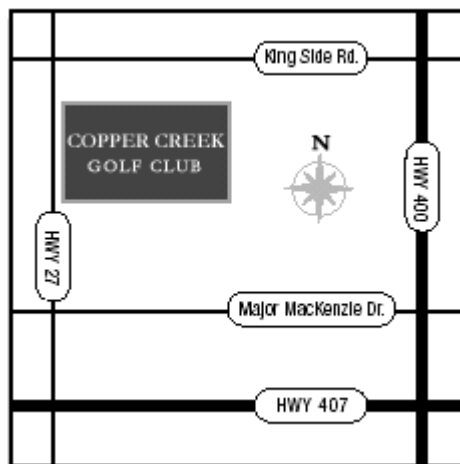 King Side Rd.
COPPER CREEK
GOLF CLUB
N
HWY 400
HWY 27
Major MacKenzie Dr.
HWY 407